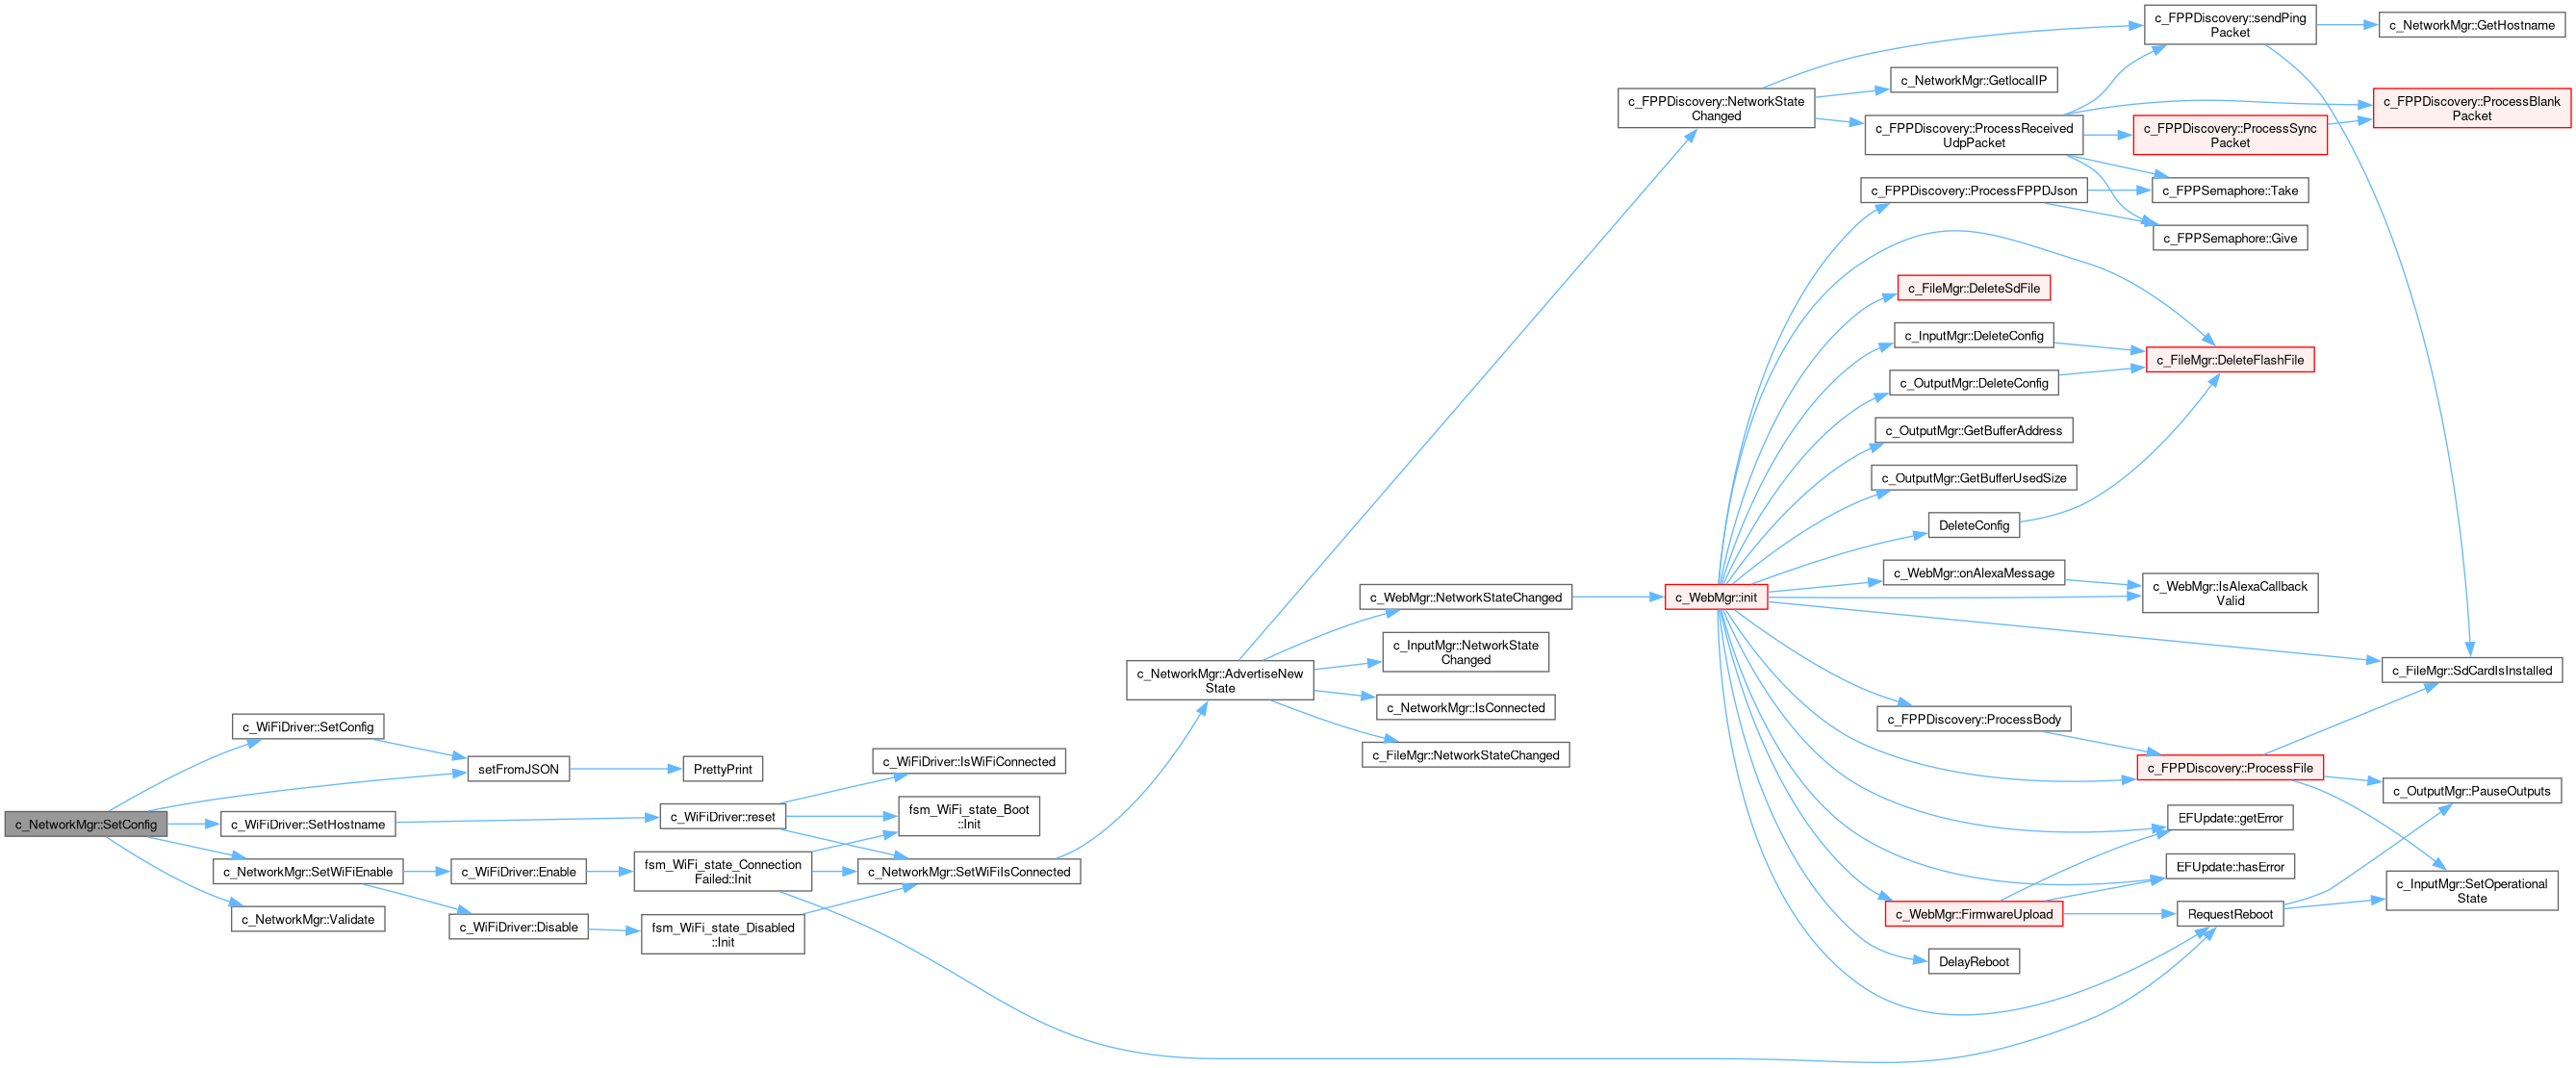 c_NetworkMgr::SetConfig
c_WiFiDriver::SetConfig
setFromJSON
PrettyPrint
c_WiFiDriver::SetHostname
c_WiFiDriver::reset
c_WiFiDriver::IsWiFiConnected
fsm_WiFi_state_Boot
::Init
c_NetworkMgr::SetWiFiIsConnected
c_NetworkMgr::SetWiFiEnable
c_WiFiDriver::Enable
fsm_WiFi_state_Connection
Failed::Init
c_WiFiDriver::Disable
fsm_WiFi_state_Disabled
::Init
c_NetworkMgr::Validate
c_NetworkMgr::AdvertiseNew
State
c_FPPDiscovery::NetworkState
Changed
c_WebMgr::NetworkStateChanged
c_InputMgr::NetworkState
Changed
c_NetworkMgr::IsConnected
c_FileMgr::NetworkStateChanged
c_WebMgr::init
c_FPPDiscovery::sendPing
Packet
c_NetworkMgr::GetHostname
c_NetworkMgr::GetlocalIP
c_FPPDiscovery::ProcessReceived
UdpPacket
c_FPPDiscovery::ProcessBlank
Packet
c_FPPDiscovery::ProcessSync
Packet
c_FPPDiscovery::ProcessFPPDJson
c_FPPSemaphore::Take
c_FPPSemaphore::Give
c_FileMgr::DeleteSdFile
c_InputMgr::DeleteConfig
c_FileMgr::DeleteFlashFile
c_OutputMgr::DeleteConfig
c_OutputMgr::GetBufferAddress
c_OutputMgr::GetBufferUsedSize
DeleteConfig
c_WebMgr::onAlexaMessage
c_WebMgr::IsAlexaCallback
Valid
c_FileMgr::SdCardIsInstalled
c_FPPDiscovery::ProcessBody
c_FPPDiscovery::ProcessFile
c_OutputMgr::PauseOutputs
EFUpdate::getError
EFUpdate::hasError
c_InputMgr::SetOperational
State
c_WebMgr::FirmwareUpload
RequestReboot
DelayReboot